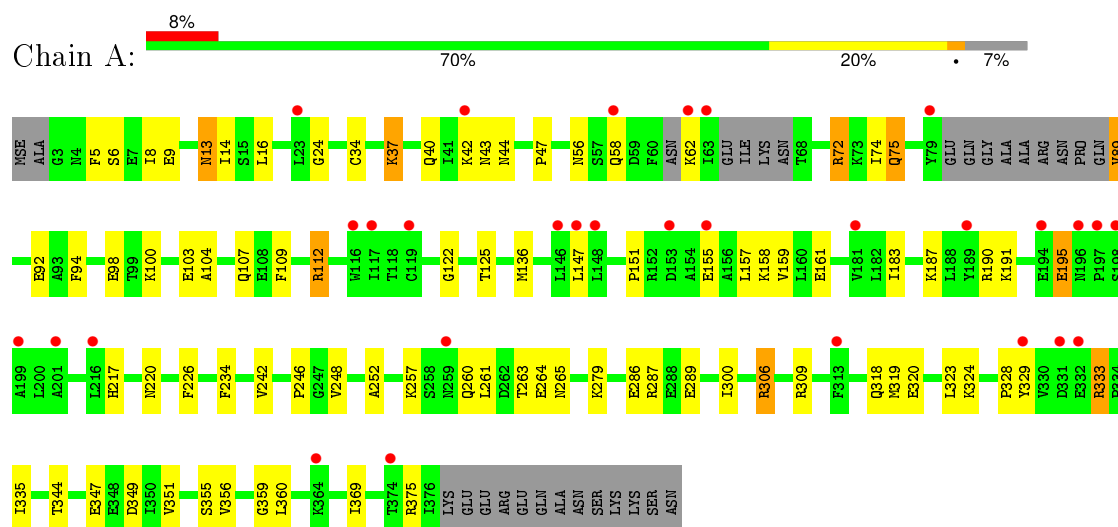 8%
Chain A:
70% 20% • 7%
MSE ALA G3 N4 F5 S6 E7 I8 E9 N13 I14 S15 L16 L23 G24 C34 K37 Q40 I41 K42 N43 N44 P47 N56 S57 Q58 D59 F60 ASN K62 I63 GLU ILE LYS ASN T68 R72 K73 I74 Q75 Y79 GLU GLN GLY ALA ALA ARG ASN PRO GLN V89
E92 A93 F94 E98 T99 K100 E103 A104 Q107 E108 F109 R112 W116 I117 T118 C119 G122 T125 M136 L146 L147 L148 P151 R152 D153 A154 E155 A156 L157 K158 V159 L160 E161 V181 L182 I183 K187 L188 Y189 R190 K191 E194 E195 N196 P197 S198
A199 L200 A201 L216 H217 N220 F226 F234 V242 P246 G247 V248 A252 K257 S258 N259 Q260 L261 D262 T263 E264 N265 K279 E286 R287 E288 E289 I300 R306 R309 F313 Q318 M319 E320 L323 K324 P328 Y329 V330 D331 E332 R333
I335 T344 E347 E348 D349 I350 V351 S355 V356 G359 L360 K364 I369 T374 R375 I376 LYS GLU GLU ARG GLU GLN ALA ASN SER LYS LYS SER ASN